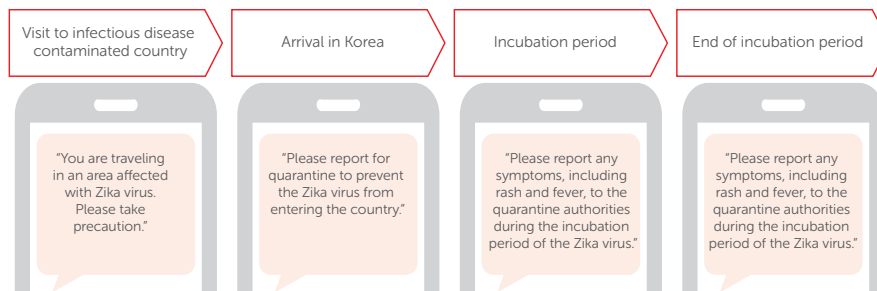 Visit to infectious disease
contaminated country
Arrival in Korea
Incubation period
End of incubation period
“You are traveling
in an area affected
with Zika virus.
Please take
precaution.”
“Please report for
quarantine to prevent
the Zika virus from
entering the country.”
“Please report any
symptoms, including
rash and fever, to the
quarantine authorities
during the incubation
period of the Zika virus.”
“Please report any
symptoms, including
rash and fever, to the
quarantine authorities
during the incubation
period of the Zika virus.”